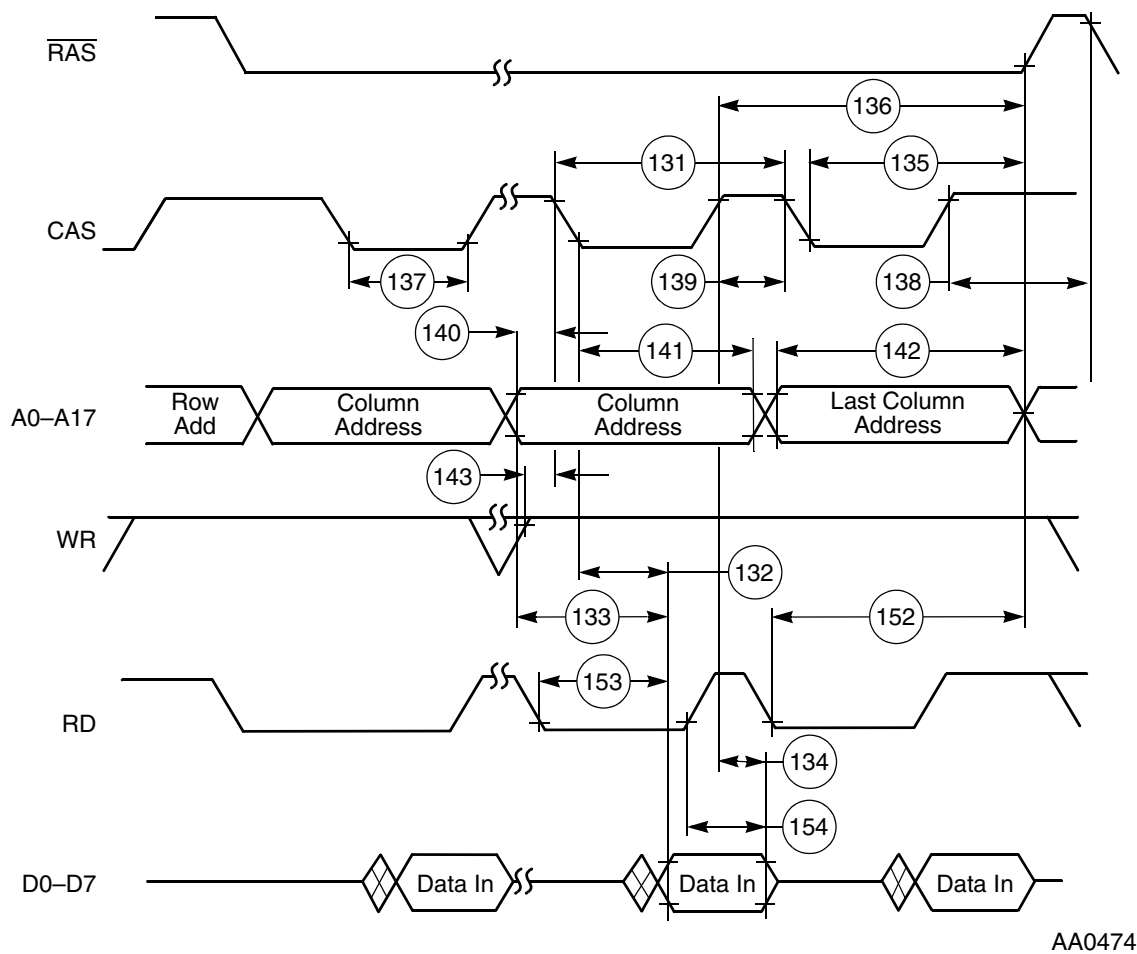 RAS
136
131
135
CAS
137
139
138
140
141
142
A0–A17
Row
Add
Column
Address
Column
Address
Last Column
Address
143
WR
132
133
152
153
RD
134
154
D0–D7
Data In
Data In
Data In
AA0474